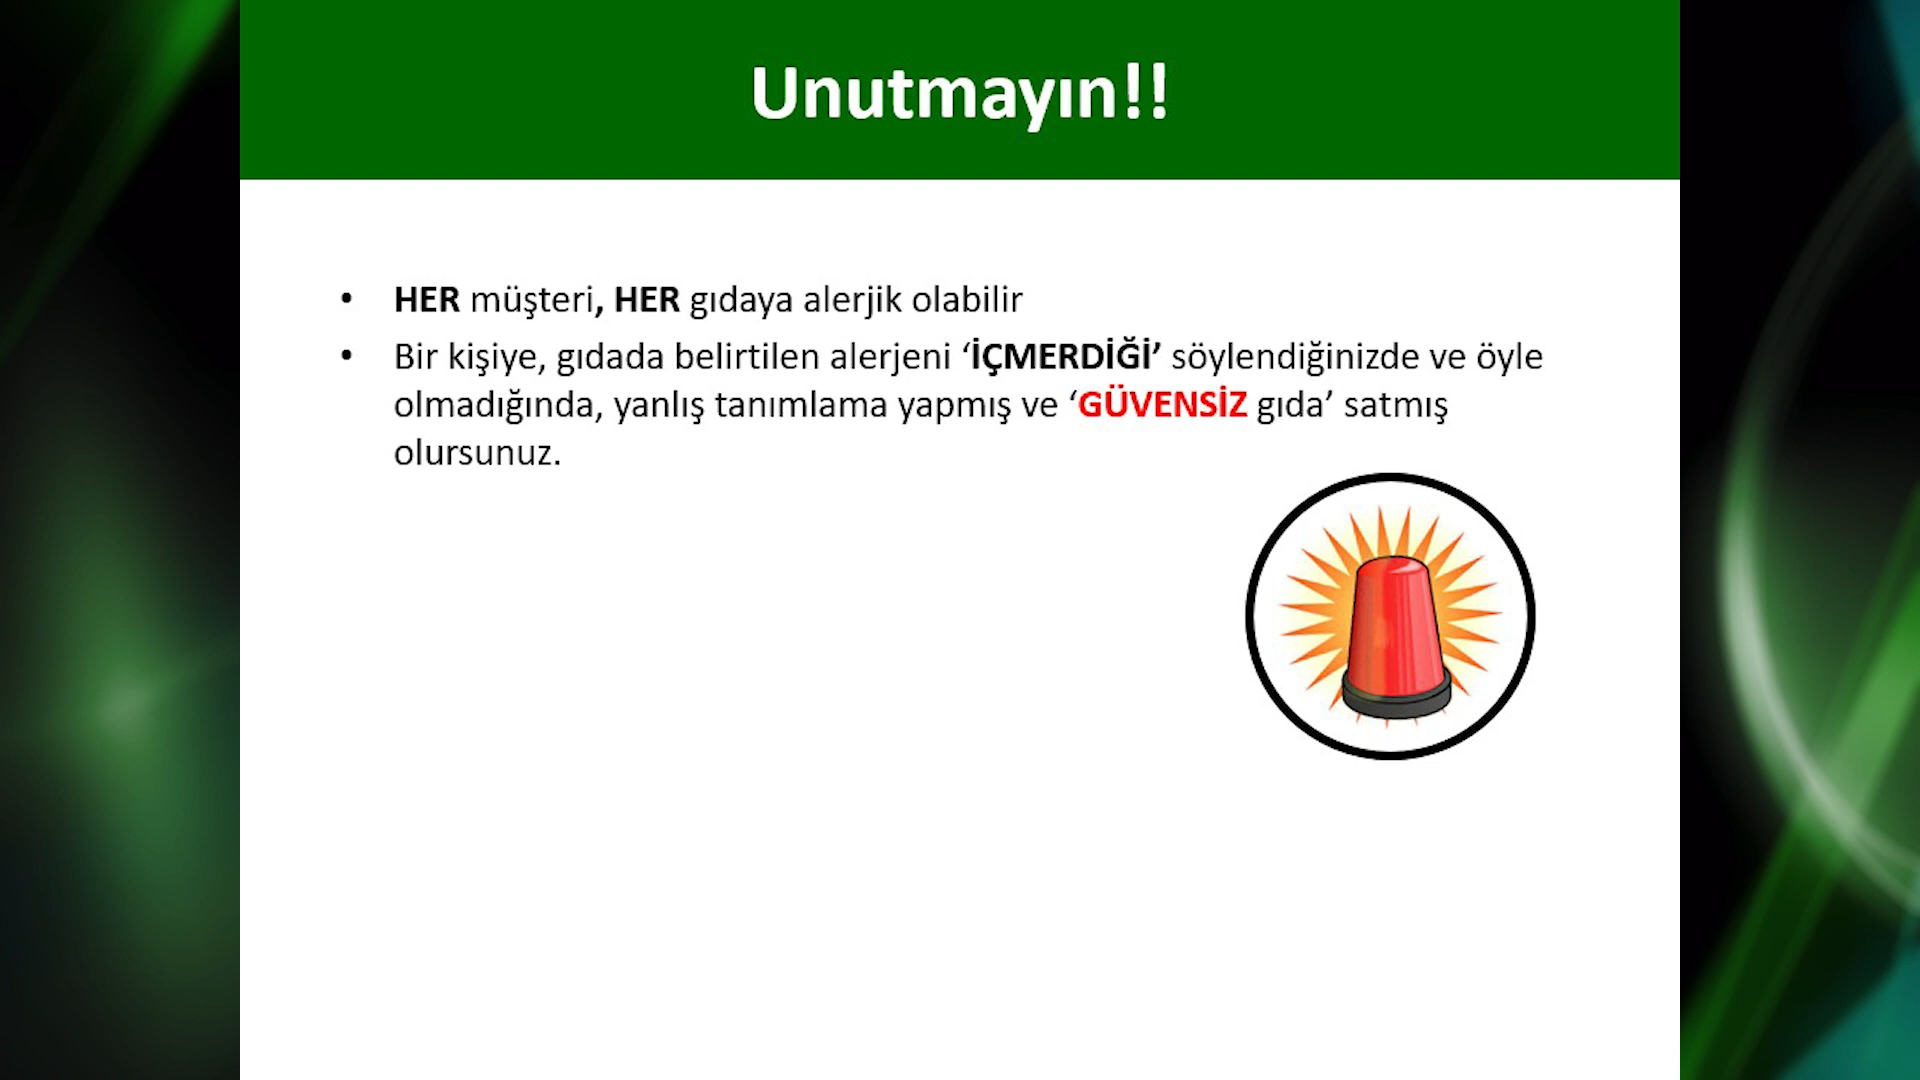 Unutmayın!!
• HER müşteri, HER gıdaya alerjik olabilir
• Bir kişiye, gıdada belirtilen alerjeni ‘İÇMERDİĞİ’ söylendiğinizde ve öyle
olmadığında, yanlış tanımlama yapmış ve ‘GÜVENSİZ gıda’ satmış
olursunuz.